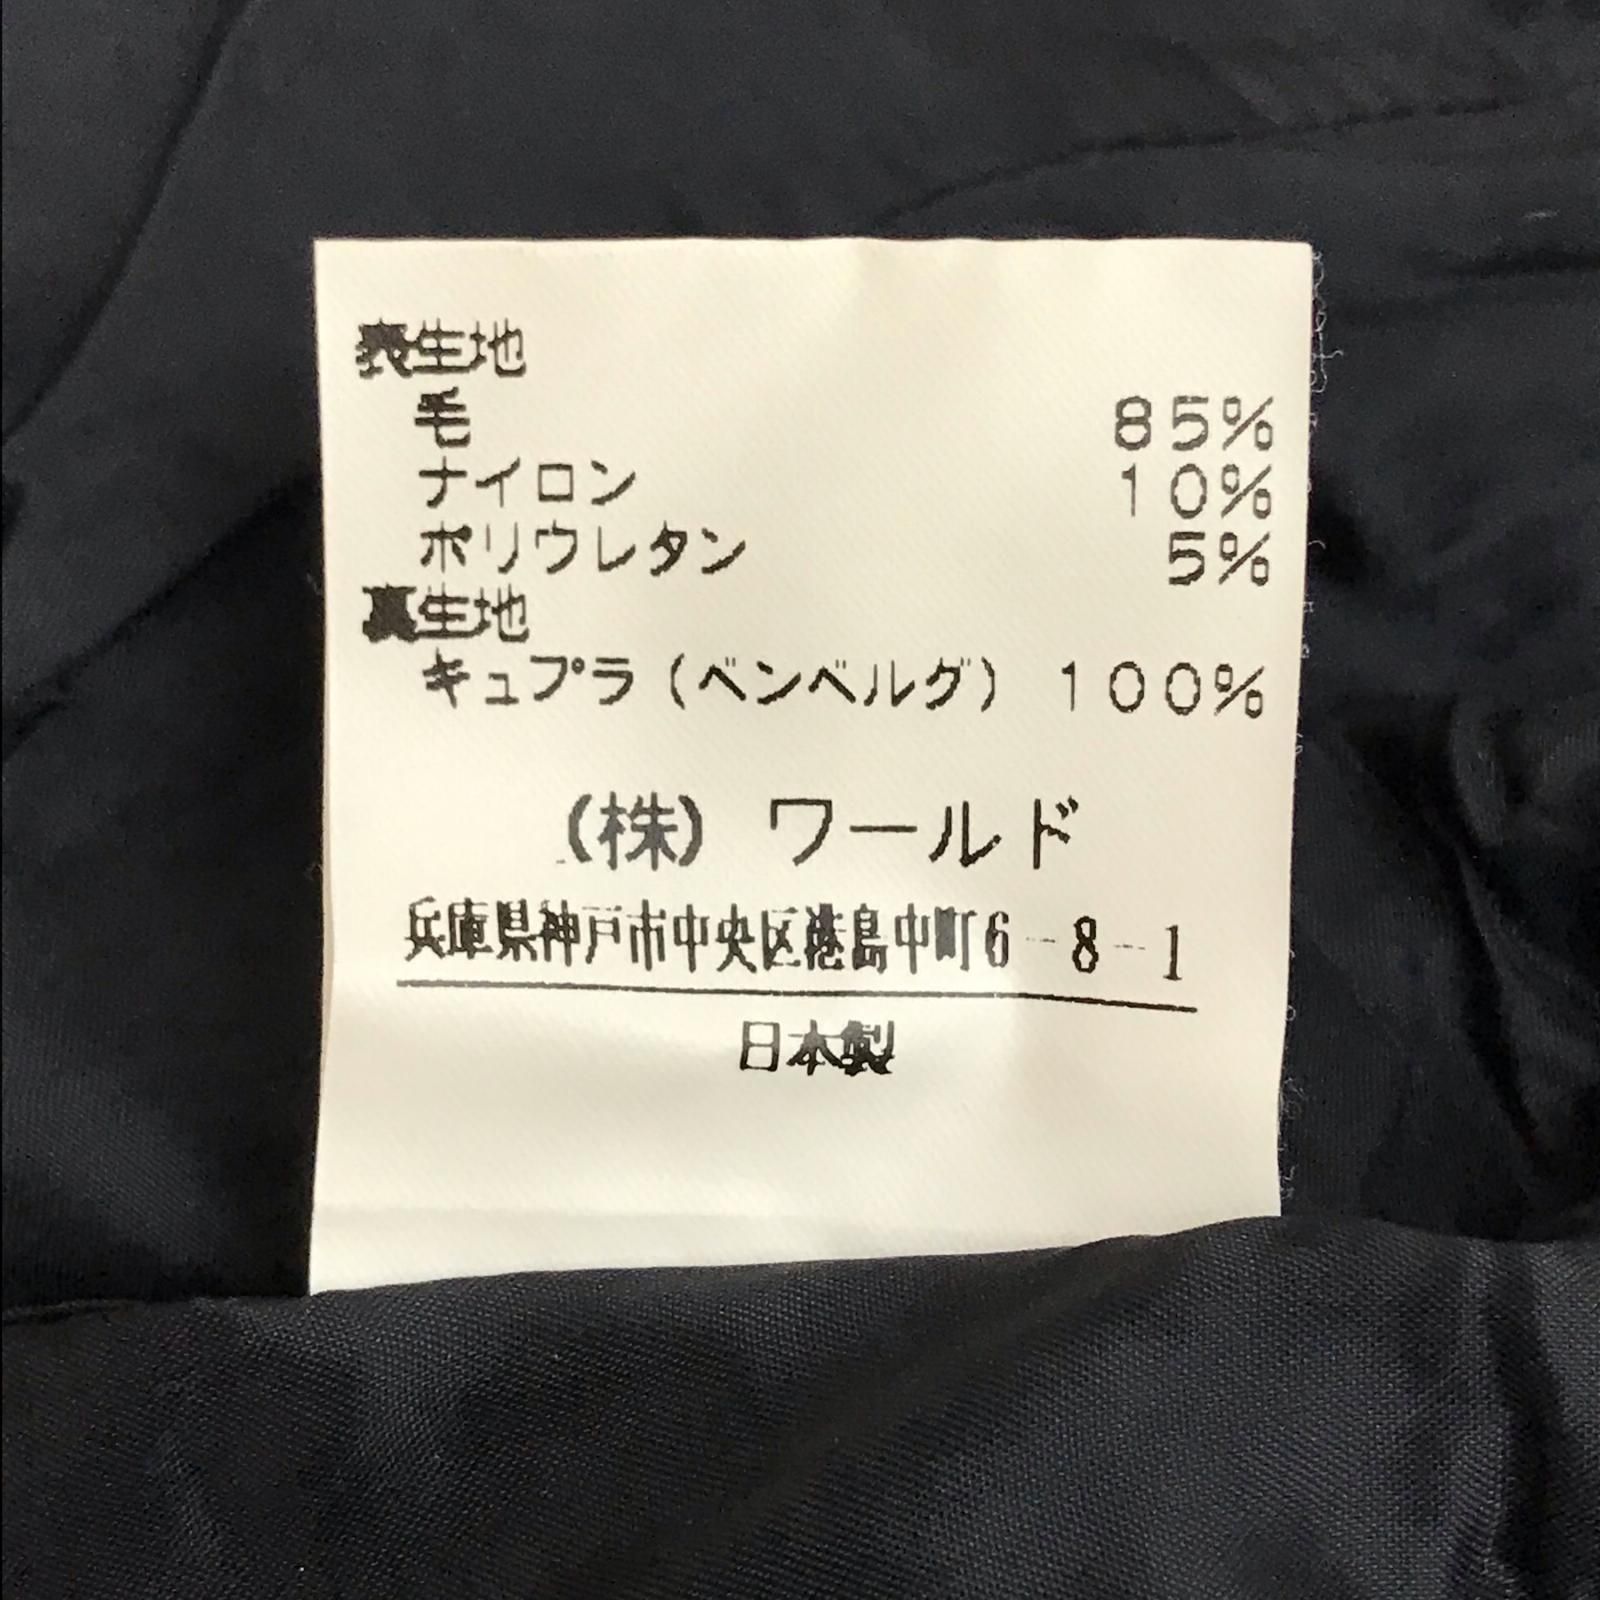 表生地
毛 85%
ナイロン 10%
ポリウレタン 5%
裏生地
キュプラ(ベンベルグ) 100%
(株) ワールド
兵庫県神戸市中央区港島中町6-8-1
日本製